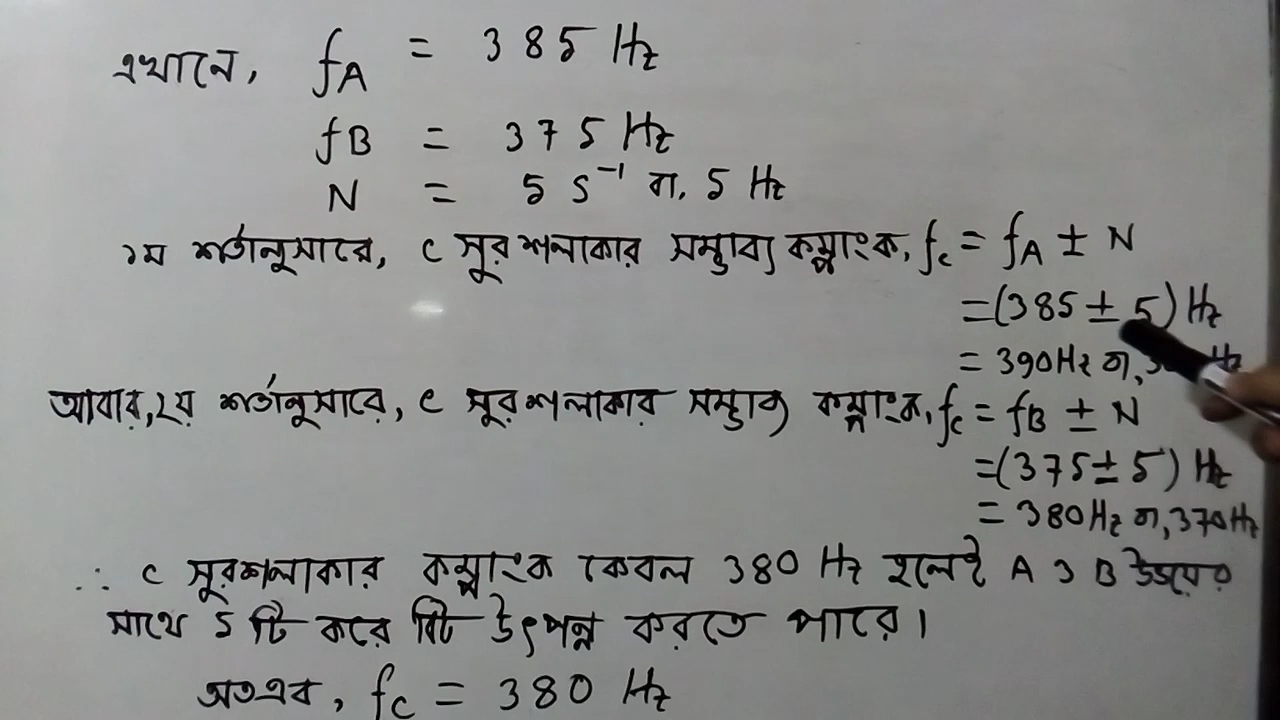 এখানে, fA = 385 Hz
fB = 375 Hz
N = 5 S⁻¹ বা, 5 Hz
১ম শর্তানুসারে, C সুরশলাকার সম্ভাব্য কম্পাংক, fc = fA ± N
=(385 ± 5) Hz
= 390Hz বা, Hz
আবার, ২য় শর্তানুসারে, C সুরশলাকার সম্ভাব্য কম্পাংক, fc = fB ± N
=(375 ± 5) Hz
= 380Hz বা, 370Hz
∴ C সুরশলাকার কম্পাংক কেবল 380 Hz হলেই A ও B উভয়ের
সাথে 5 টি করে বিট উৎপন্ন করতে পারে।
অতএব, fc = 380 Hz